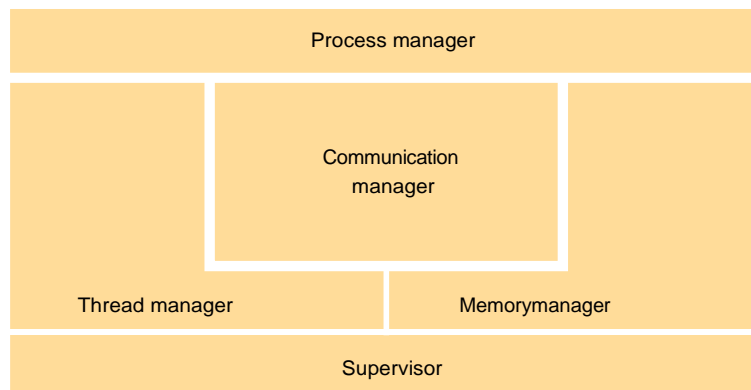 Process manager
Communication
manager
Thread manager
Memorymanager
Supervisor